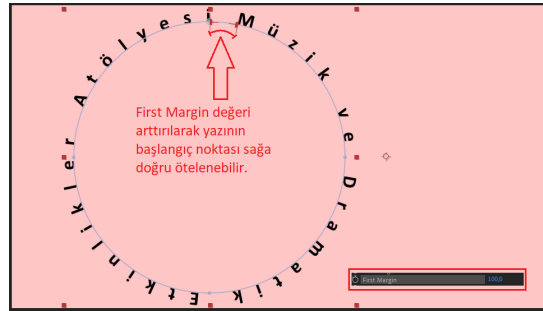 Müzik ve Dramatik Etkinlikler Atölyesi
First Margin değeri
arttırılarak yazının
başlangıç noktası sağa
doğru ötelenebilir.
First Margin 100,0